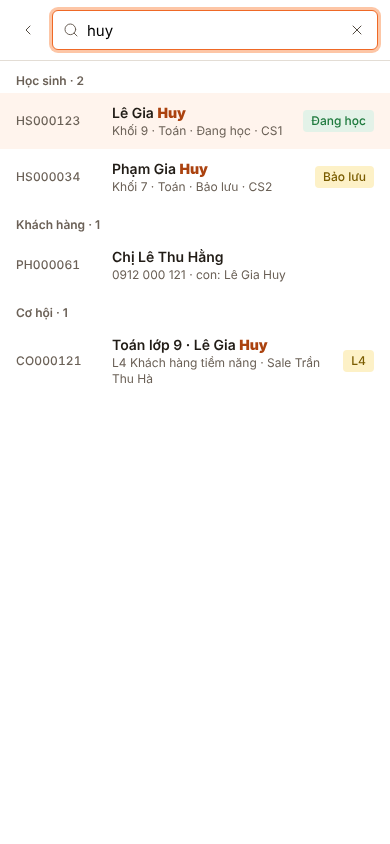 huy
Học sinh · 2
HS000123
Lê Gia Huy
Khối 9 · Toán · Đang học · CS1
Đang học
HS000034
Phạm Gia Huy
Khối 7 · Toán · Bảo lưu · CS2
Bảo lưu
Khách hàng · 1
PH000061
Chị Lê Thu Hằng
0912 000 121 · con: Lê Gia Huy
Cơ hội · 1
CO000121
Toán lớp 9 · Lê Gia Huy
L4 Khách hàng tiềm năng · Sale Trần
Thu Hà
L4